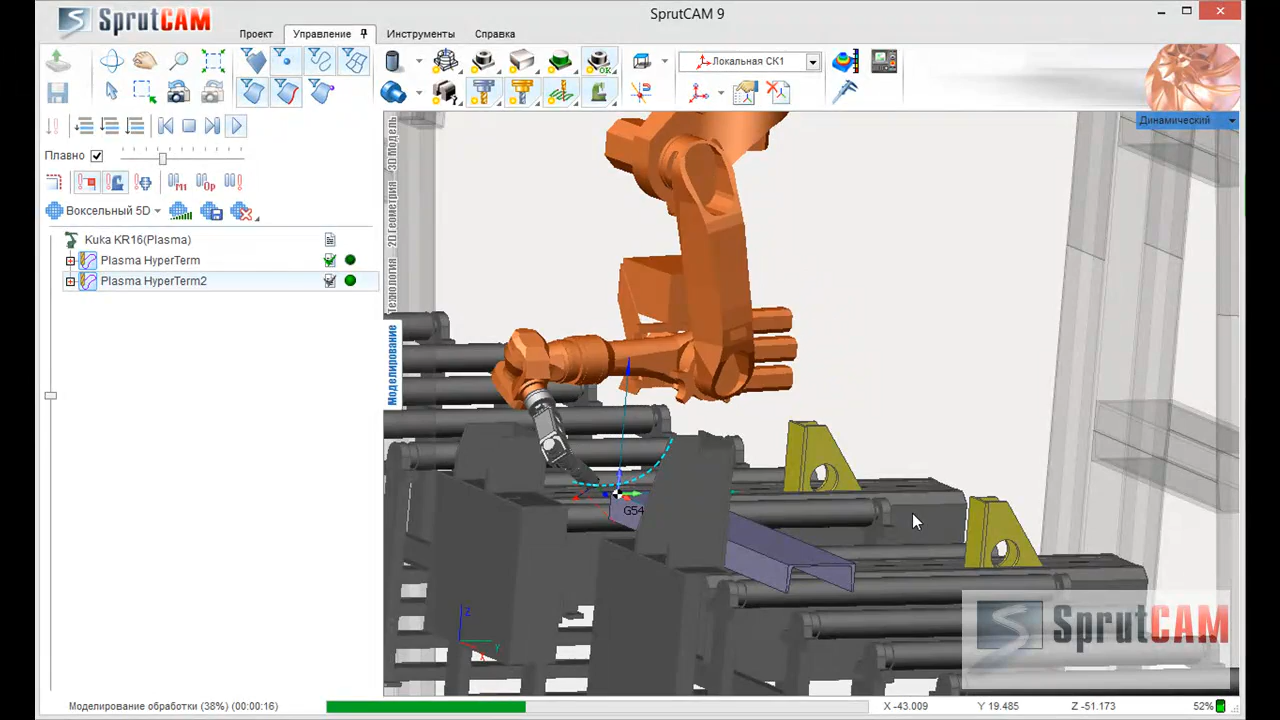 SPRUTCAM
SprutCAM 9
Проект Управление Инструменты Справка
Локальная СК1
Динамический
Плавно
M1 Op
Воксельный 5D
Kuka KR16(Plasma)
Plasma HyperTerm
Plasma HyperTerm2
3D Модель
2D Геометрия
Технология
Моделирование
G54
Z
Y
X
SprutCAM
Моделирование обработки (38%) (00:00:16)
X -43.009 Y 19.485 Z -51.173 52%